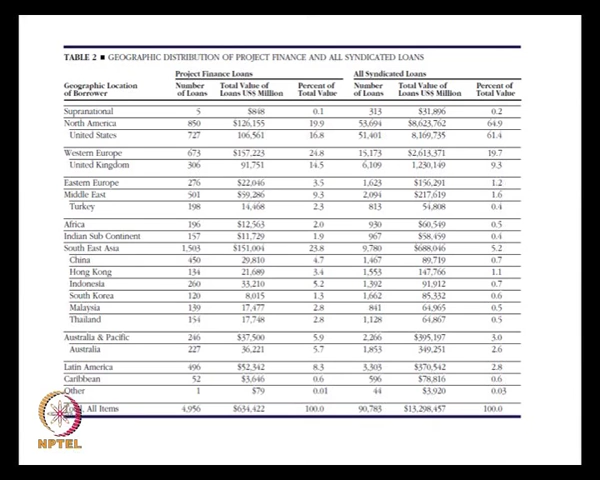 TABLE 2 ■ GEOGRAPHIC DISTRIBUTION OF PROJECT FINANCE AND ALL SYNDICATED LOANS
Project Finance Loans All Syndicated Loans
Geographic Location Number Total Value of Percent of Number Total Value of Percent of
of Borrower of Loans Loans US$ Million Total Value of Loans Loans US$ Million Total Value
Supranational 5 $848 0.1 313 $31,896 0.2
North America 850 $126,155 19.9 53,694 $8,623,762 64.9
United States 727 106,561 16.8 51,401 8,169,735 61.4
Western Europe 673 $157,223 24.8 15,173 $2,613,371 19.7
United Kingdom 306 91,751 14.5 6,109 1,230,149 9.3
Eastern Europe 276 $22,046 3.5 1,623 $156,291 1.2
Middle East 501 $59,286 9.3 2,094 $217,619 1.6
Turkey 198 14,468 2.3 813 54,808 0.4
Africa 196 $12,563 2.0 930 $60,549 0.5
Indian Sub Continent 157 $11,729 1.9 967 $58,459 0.4
South East Asia 1,503 $151,004 23.8 9,780 $688,046 5.2
China 450 29,810 4.7 1,467 89,719 0.7
Hong Kong 134 21,689 3.4 1,553 147,766 1.1
Indonesia 260 33,210 5.2 1,392 91,912 0.7
South Korea 120 8,015 1.3 1,662 85,332 0.6
Malaysia 139 17,477 2.8 841 64,965 0.5
Thailand 154 17,748 2.8 1,128 64,867 0.5
Australia & Pacific 246 $37,500 5.9 2,266 $395,197 3.0
Australia 227 36,221 5.7 1,853 349,251 2.6
Latin America 496 $52,342 8.3 3,303 $370,542 2.8
Caribbean 52 $3,646 0.6 596 $78,816 0.6
Other 1 $79 0.01 44 $3,920 0.03
All Items 4,956 $634,422 100.0 90,783 $13,298,457 100.0
NPTEL